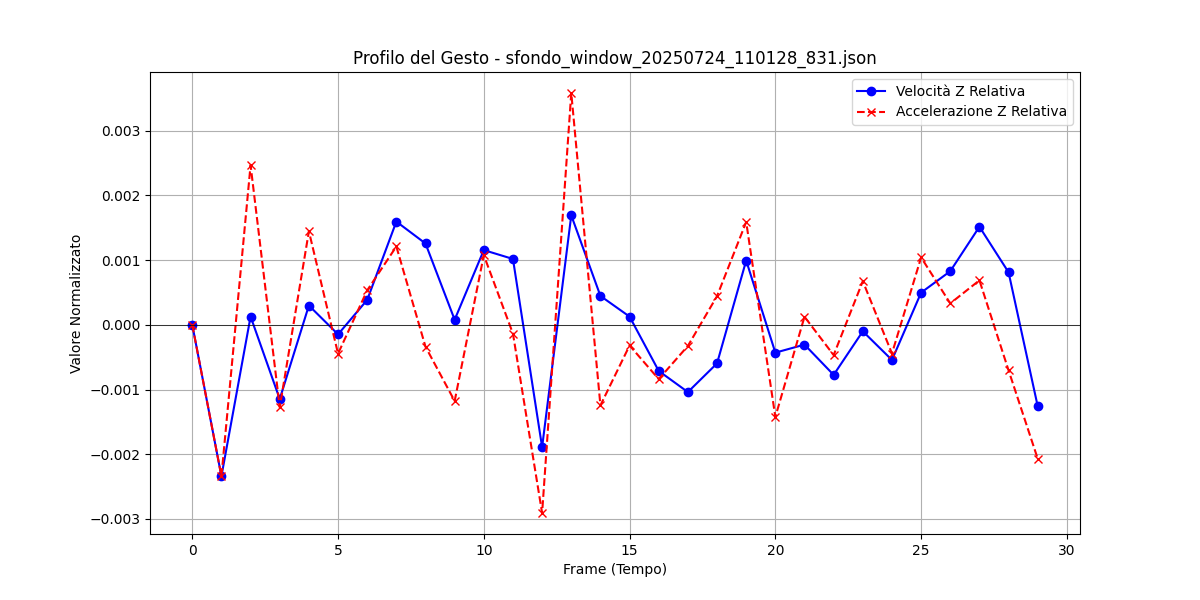 Profilo del Gesto - sfondo_window_20250724_110128_831.json
Velocità Z Relativa
Accelerazione Z Relativa
Valore Normalizzato
0.003
0.002
0.001
0.000
−0.001
−0.002
−0.003
0 5 10 15 20 25 30
Frame (Tempo)